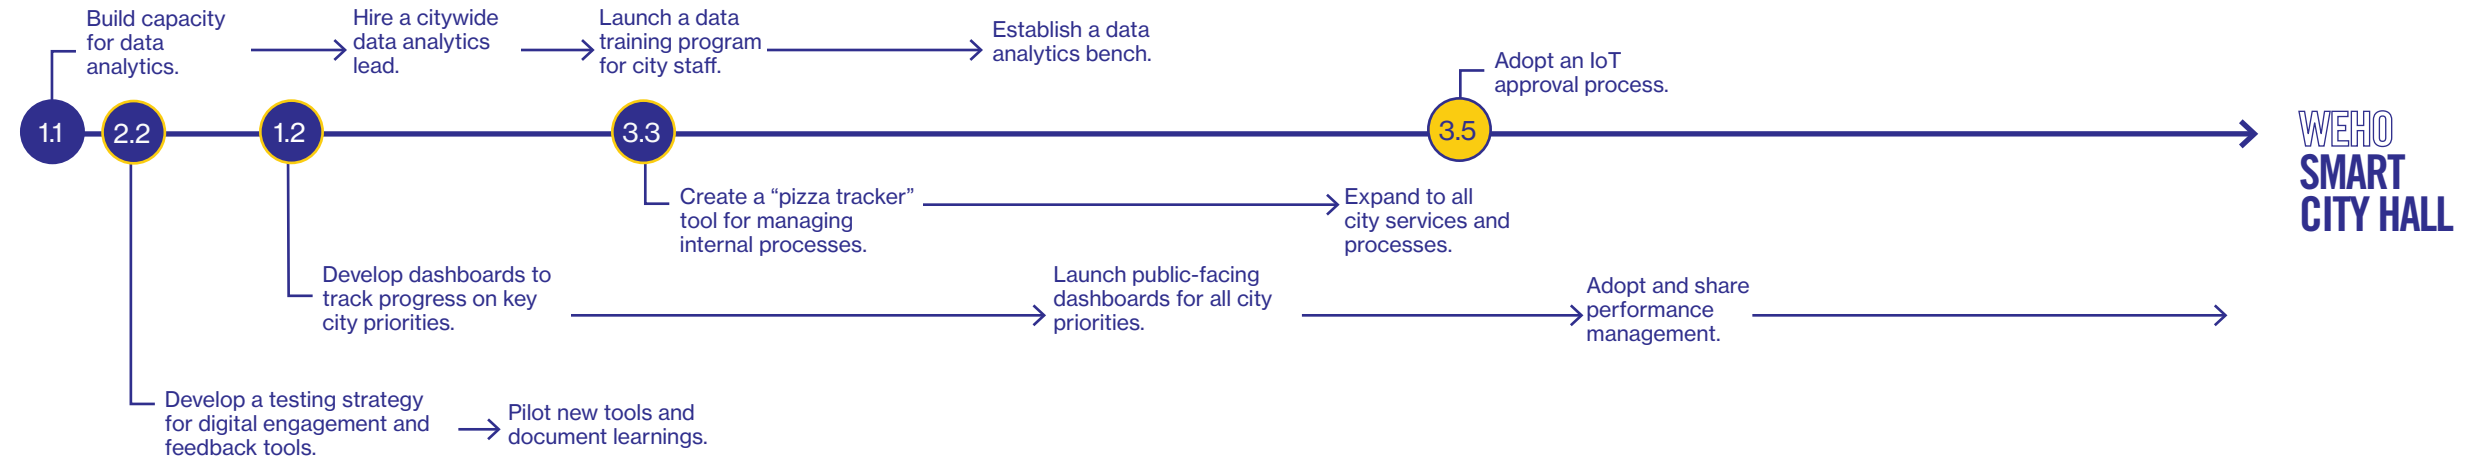 Build capacity
for data
analytics.
Hire a citywide
data analytics
lead.
Launch a data
training program
for city staff.
Establish a data
analytics bench.
Adopt an IoT
approval process.
1.1
2.2
1.2
3.3
3.5
WEHO
SMART
CITY HALL
Create a “pizza tracker”
tool for managing
internal processes.
Expand to all
city services and
processes.
Develop dashboards to
track progress on key
city priorities.
Launch public-facing
dashboards for all city
priorities.
Adopt and share
performance
management.
Develop a testing strategy
for digital engagement and
feedback tools.
Pilot new tools and
document learnings.